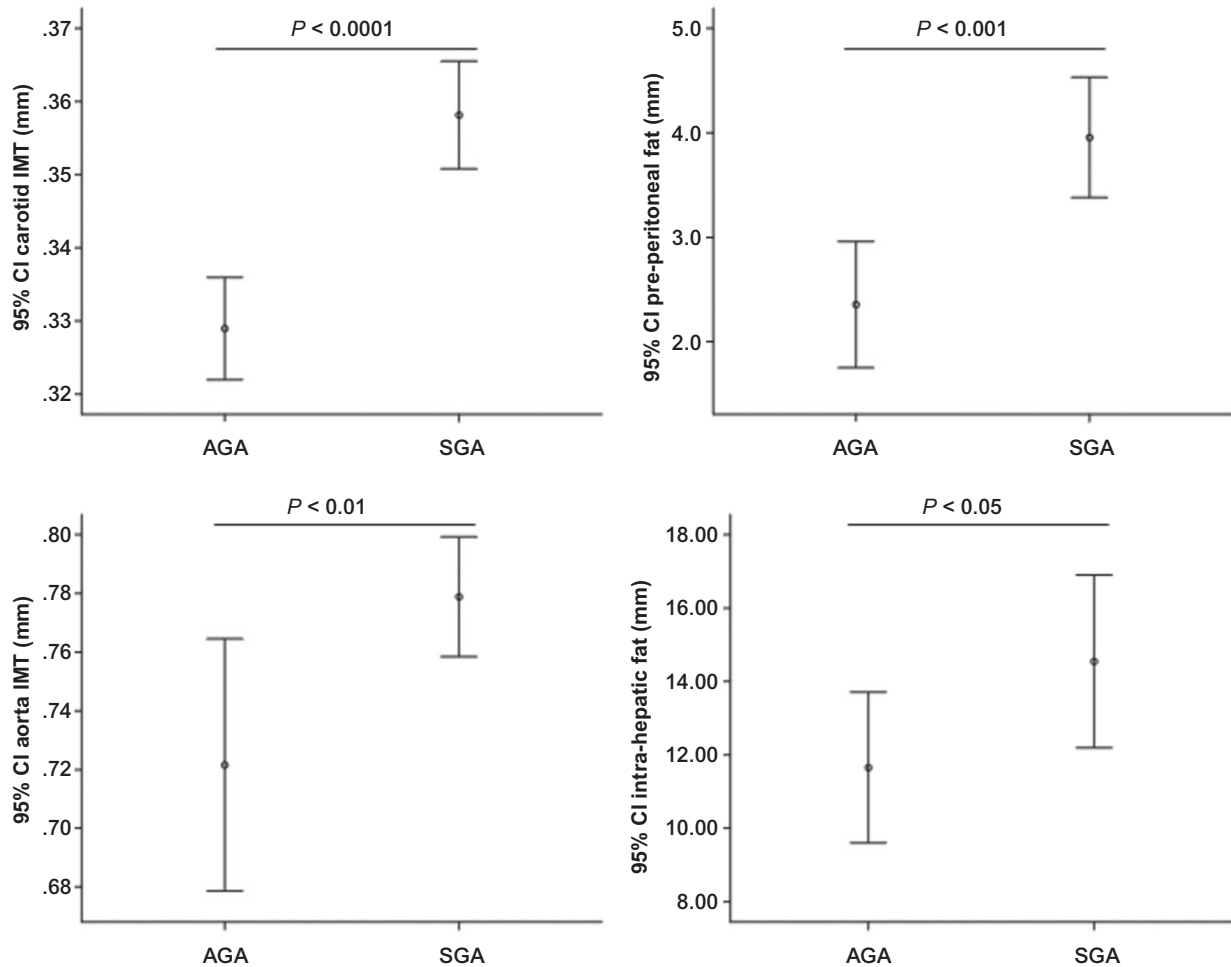 P < 0.0001
95% CI carotid IMT (mm)
.37
.36
.35
.34
.33
.32
AGA SGA
P < 0.001
95% CI pre-peritoneal fat (mm)
5.0
4.0
3.0
2.0
AGA SGA
P < 0.01
95% CI aorta IMT (mm)
.80
.78
.76
.74
.72
.70
.68
AGA SGA
P < 0.05
95% CI intra-hepatic fat (mm)
18.00
16.00
14.00
12.00
10.00
8.00
AGA SGA